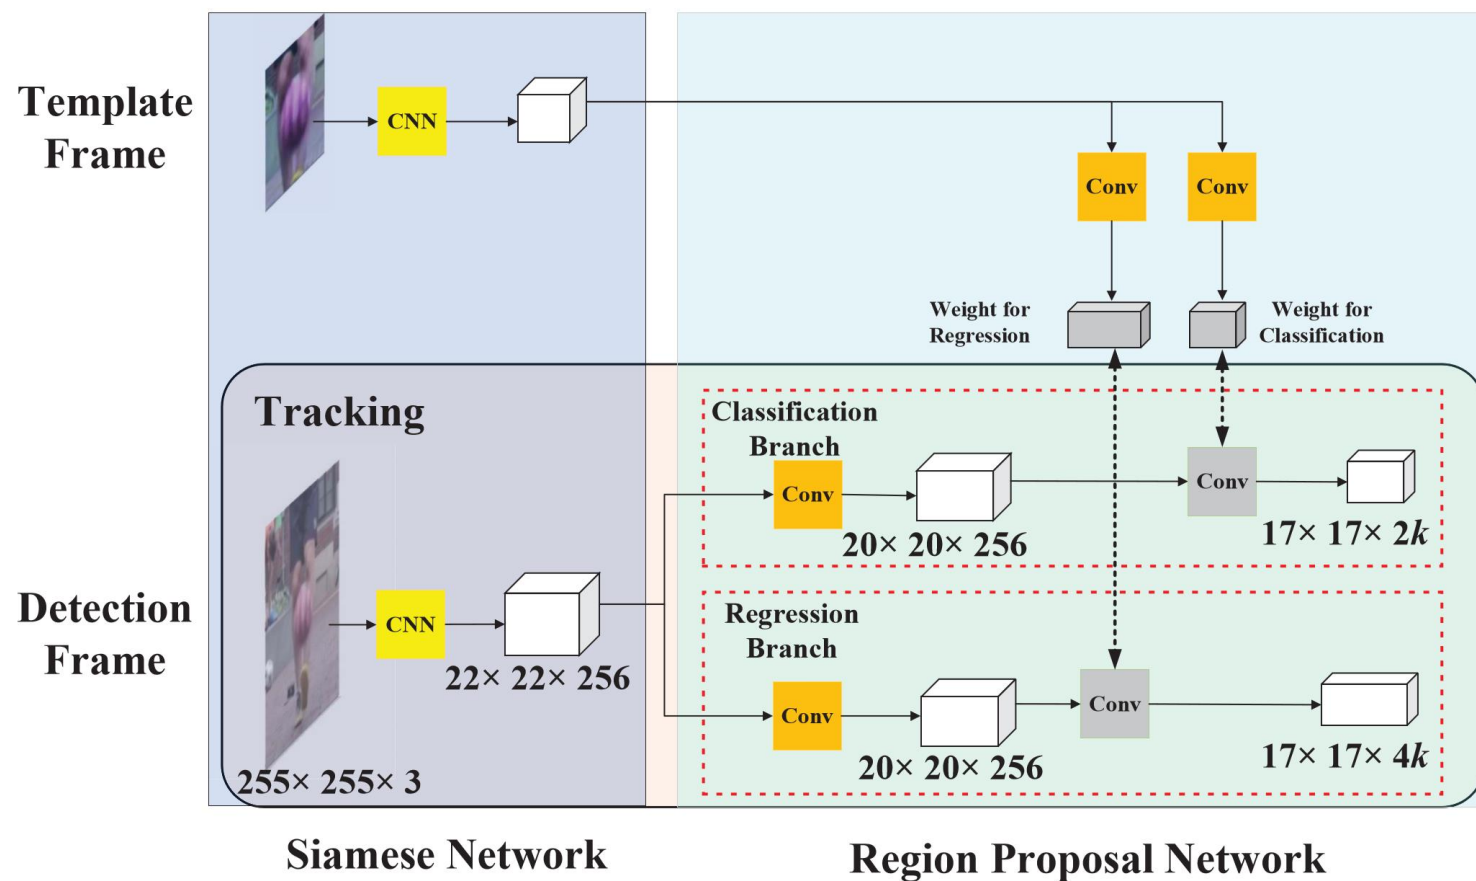 Template
Frame
CNN
Conv
Conv
Weight for
Regression
Weight for
Classification
Tracking
Classification
Branch
Conv
20× 20× 256
Conv
17× 17× 2k
Detection
Frame
CNN
22× 22× 256
255× 255× 3
Regression
Branch
Conv
20× 20× 256
Conv
17× 17× 4k
Siamese Network
Region Proposal Network